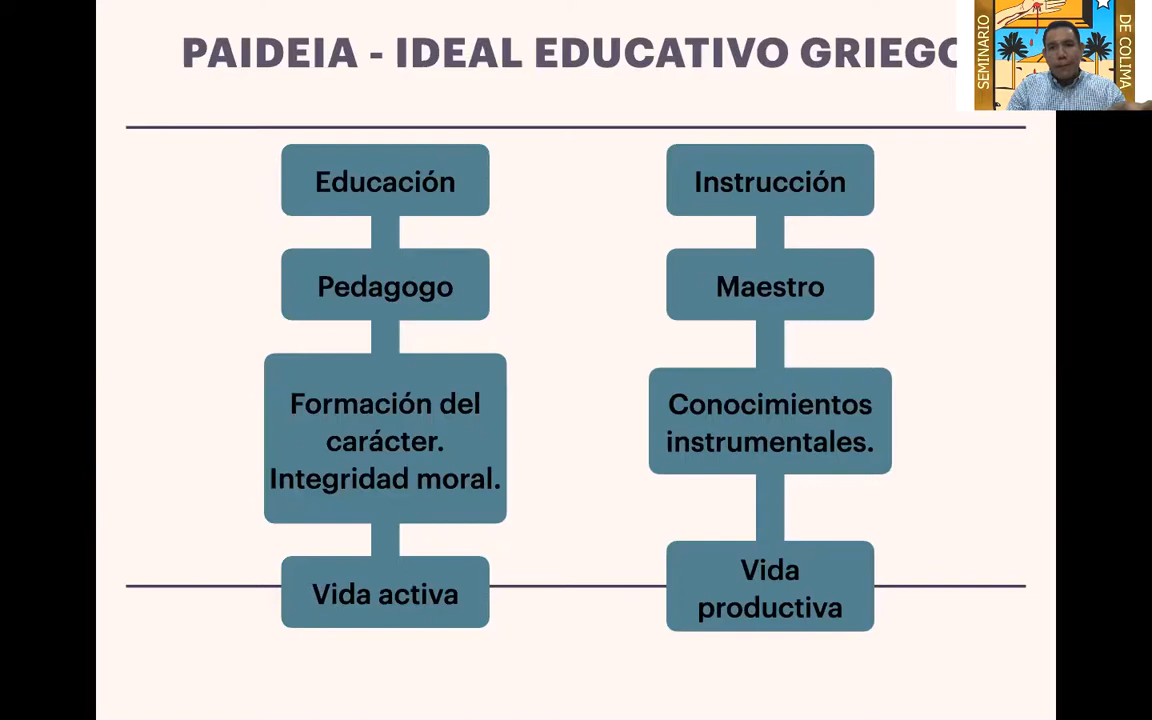 PAIDEIA - IDEAL EDUCATIVO GRIEGO
SEMINARIO
DE COLIMA
Educación
Pedagogo
Formación del
carácter.
Integridad moral.
Vida activa
Instrucción
Maestro
Conocimientos
instrumentales.
Vida
productiva